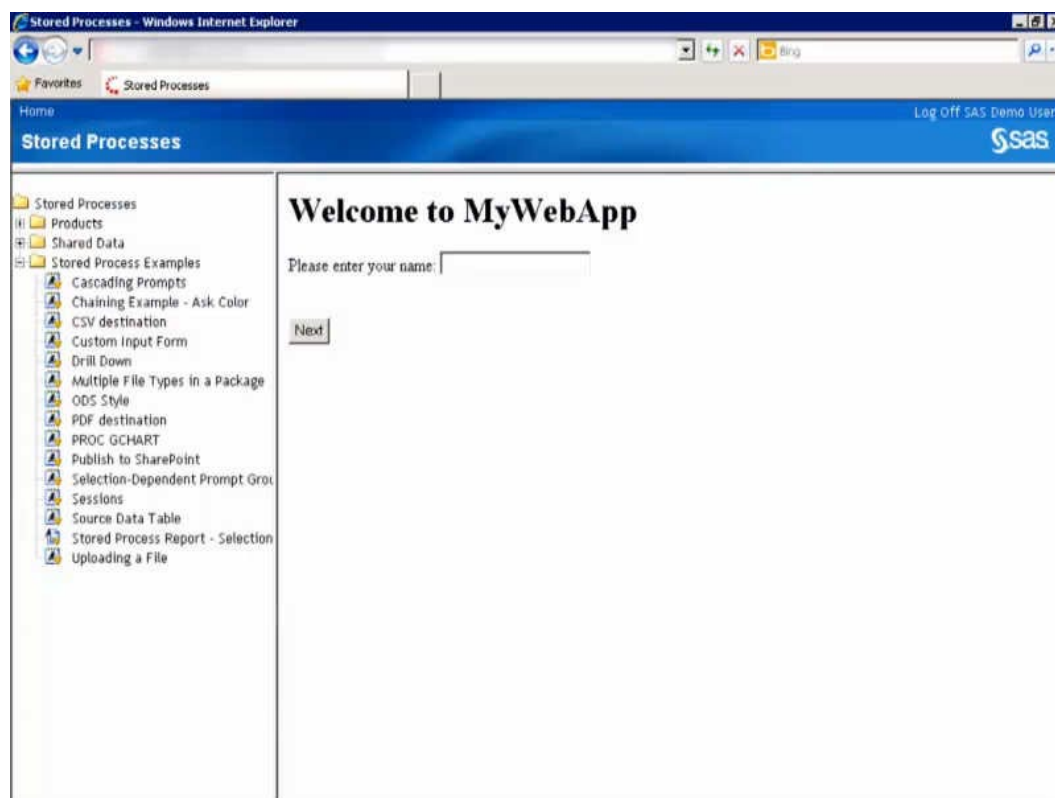 Stored Processes - Windows Internet Explorer
Bing
Favorites
Stored Processes
Home
Log Off SAS Demo User
Stored Processes
sas
Stored Processes
Products
Shared Data
Stored Process Examples
Cascading Prompts
Chaining Example - Ask Color
CSV destination
Custom Input Form
Drill Down
Multiple File Types in a Package
ODS Style
PDF destination
PROC GCHART
Publish to SharePoint
Selection-Dependent Prompt Grou
Sessions
Source Data Table
Stored Process Report - Selection
Uploading a File
Welcome to MyWebApp
Please enter your name:
Next